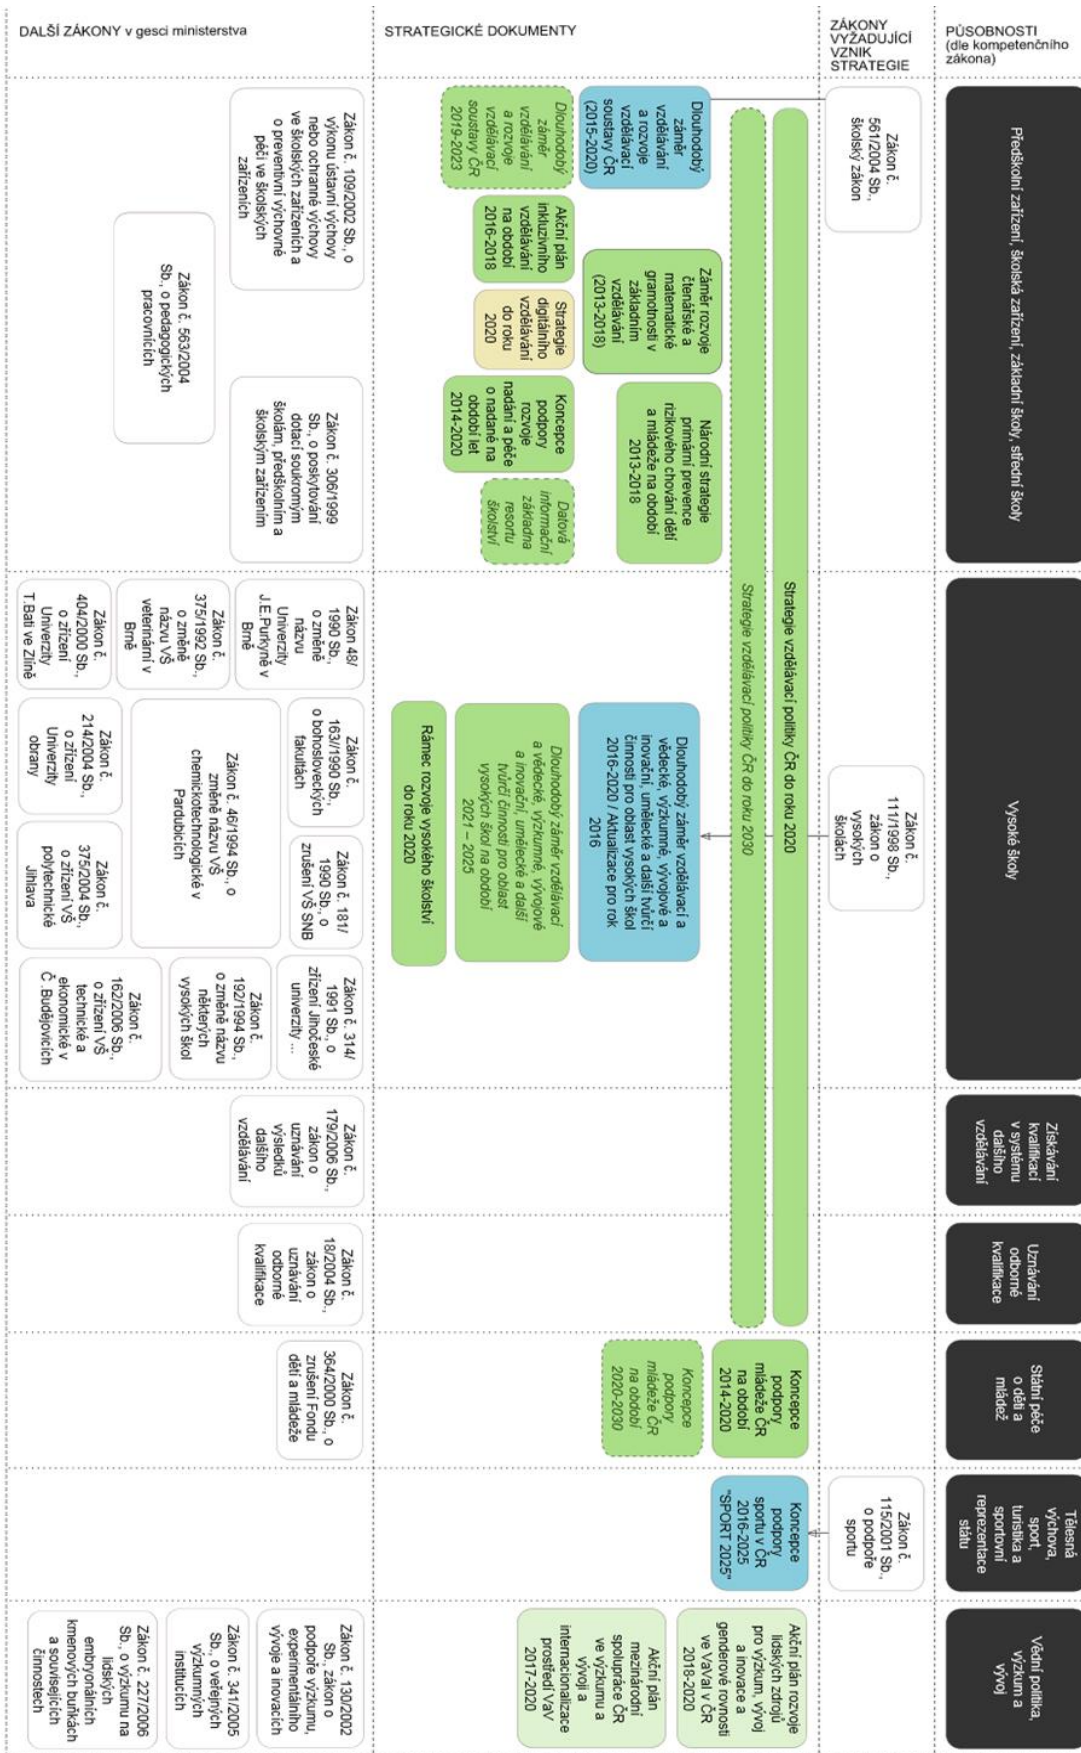 PŮSOBNOSTI
(dle kompetenčního
zákona)
Předškolní zařízení, školská zařízení, základní školy, střední školy
Vysoké školy
Získávání
kvalifikací
v systému
dalšího
vzdělávání
Uznávání
odborné
kvalifikace
Státní péče
o děti a
mládež
Tělesná
výchova,
sport,
turistika a
sportovní
reprezentace
státu
Vědní politika,
výzkum a
vývoj
ZÁKONY
VYŽADUJÍCÍ
VZNIK
STRATEGIE
Zákon č.
561/2004 Sb.,
školský zákon
Zákon č.
111/1998 Sb.,
zákon o
vysokých
školách
Zákon č.
115/2001 Sb.,
o podpoře
sportu
STRATEGICKÉ DOKUMENTY
Strategie vzdělávací politiky ČR do roku 2020
Strategie vzdělávací politiky ČR do roku 2030
Dlouhodobý
záměr
vzdělávání
a rozvoje
vzdělávací
soustavy ČR
(2015-2020)
Záměr rozvoje
čtenářské a
matematické
gramotnosti v
základním
vzdělávání
(2013-2018)
Národní strategie
primární prevence
rizikového chování dětí
a mládeže na období
2013-2018
Dlouhodobý
záměr
vzdělávání
a rozvoje
vzdělávací
soustavy ČR
2019-2023
Akční plán
inkluzivního
vzdělávání
na období
2016-2018
Strategie
digitálního
vzdělávání
do roku
2020
Koncepce
podpory
rozvoje
nadání a péče
o nadané na
období let
2014-2020
Datová
informační
základna
resortu
školství
Dlouhodobý záměr vzdělávací a
vědecké, výzkumné, vývojové a
inovační, umělecké a další tvůrčí
činnosti pro oblast vysokých škol
2016-2020 / Aktualizace pro rok
2016
Dlouhodobý záměr vzdělávací
a vědecké, výzkumné, vývojové
a inovační, umělecké a další
tvůrčí činnosti pro oblast
vysokých škol na období
2021 – 2025
Rámec rozvoje vysokého školství
do roku 2020
Koncepce
podpory
mládeže ČR
na období
2014-2020
Koncepce
podpory
mládeže ČR
na období
2020-2030
Koncepce
podpory
sportu v ČR
2016-2025
"SPORT 2025"
Akční plán rozvoje
lidských zdrojů
pro výzkum, vývoj
a inovace a
genderové rovnosti
ve VaVaI v ČR
2018-2020
Akční plán
mezinárodní
spolupráce ČR
ve výzkumu a
vývoji a
internacionalizace
prostředí VaV
2017-2020
DALŠÍ ZÁKONY v gesci ministerstva
Zákon č. 109/2002 Sb., o
výkonu ústavní výchovy
nebo ochranné výchovy
ve školských zařízeních a
o preventivní výchovné
péči ve školských
zařízeních
Zákon č. 306/1999
Sb., o poskytování
dotací soukromým
školám, předškolním a
školským zařízením
Zákon č. 563/2004
Sb., o pedagogických
pracovnících
Zákon 48/
1990 Sb.,
o změně
názvu
Univerzity
J.E.Purkyně v
Brně
Zákon č.
163//1990 Sb.,
o bohosloveckých
fakultách
Zákon č. 181/
1990 Sb., o
zrušení VŠ SNB
Zákon č. 314/
1991 Sb., o
zřízení Jihočeské
univerzity ...
Zákon č.
375/1992 Sb.,
o změně
názvu VŠ
veterinární v
Brně
Zákon č. 46/1994 Sb., o
změně názvu VŠ
chemickotechnologické v
Pardubicích
Zákon č.
192/1994 Sb.,
o změně názvu
některých
vysokých škol
Zákon č.
404/2000 Sb.,
o zřízení
Univerzity
T.Bati ve Zlíně
Zákon č.
214/2004 Sb.,
o zřízení
Univerzity
obrany
Zákon č.
375/2004 Sb.,
o zřízení VŠ
polytechnické
Jihlava
Zákon č.
162/2006 Sb.,
o zřízení VŠ
technické a
ekonomické v
Č. Budějovicích
Zákon č.
179/2006 Sb.,
zákon o
uznávání
výsledků
dalšího
vzdělávání
Zákon č.
18/2004 Sb.,
zákon o
uznávání
odborné
kvalifikace
Zákon č.
364/2000 Sb., o
zrušení Fondu
dětí a mládeže
Zákon č. 130/2002
Sb., zákon o
podpoře výzkumu,
experimentálního
vývoje a inovacích
Zákon č. 341/2005
Sb., o veřejných
výzkumných
institucích
Zákon č. 227/2006
Sb., o výzkumu na
lidských
embryonálních
kmenových buňkách
a souvisejících
činnostech